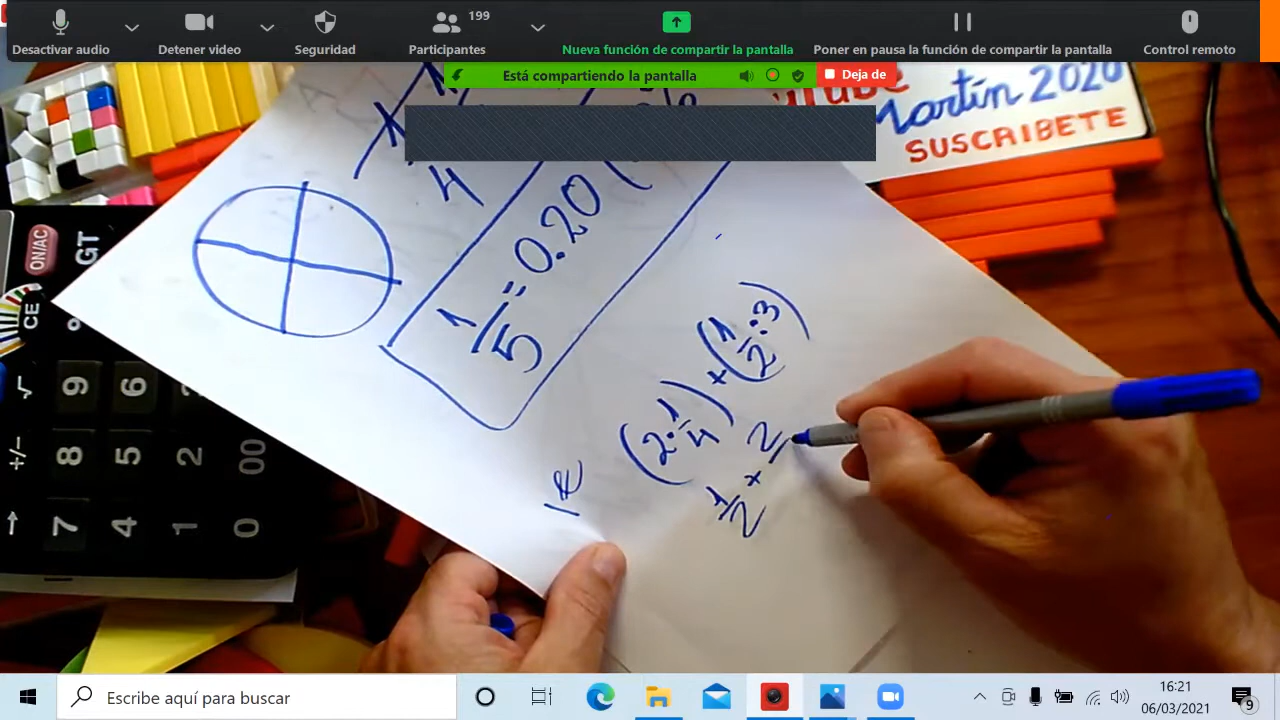 199
Desactivar audio
Detener video
Seguridad
Participantes
Nueva función de compartir la pantalla
Poner en pausa la función de compartir la pantalla
Control remoto
Está compartiendo la pantalla
Deja de
Martín 2020
SUSCRIBETE
4
1/5 = 0.20 (
(2·1/4) + (1/2 : 3)
1/2 + 2/
ON/AC
GT
CE
√ 9 6
+/- 8 5 2 00
↑ 7 4 1 0
Escribe aquí para buscar
16:21
06/03/2021
9